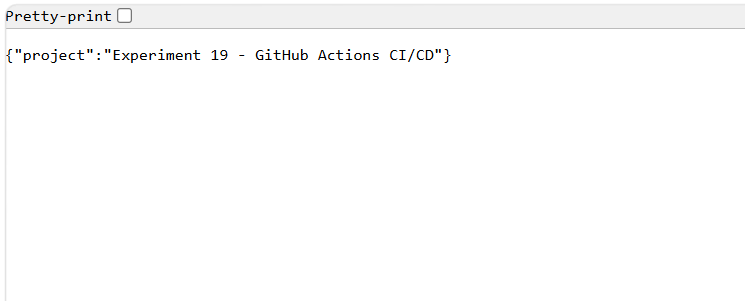 Pretty-print
{"project":"Experiment 19 - GitHub Actions CI/CD"}